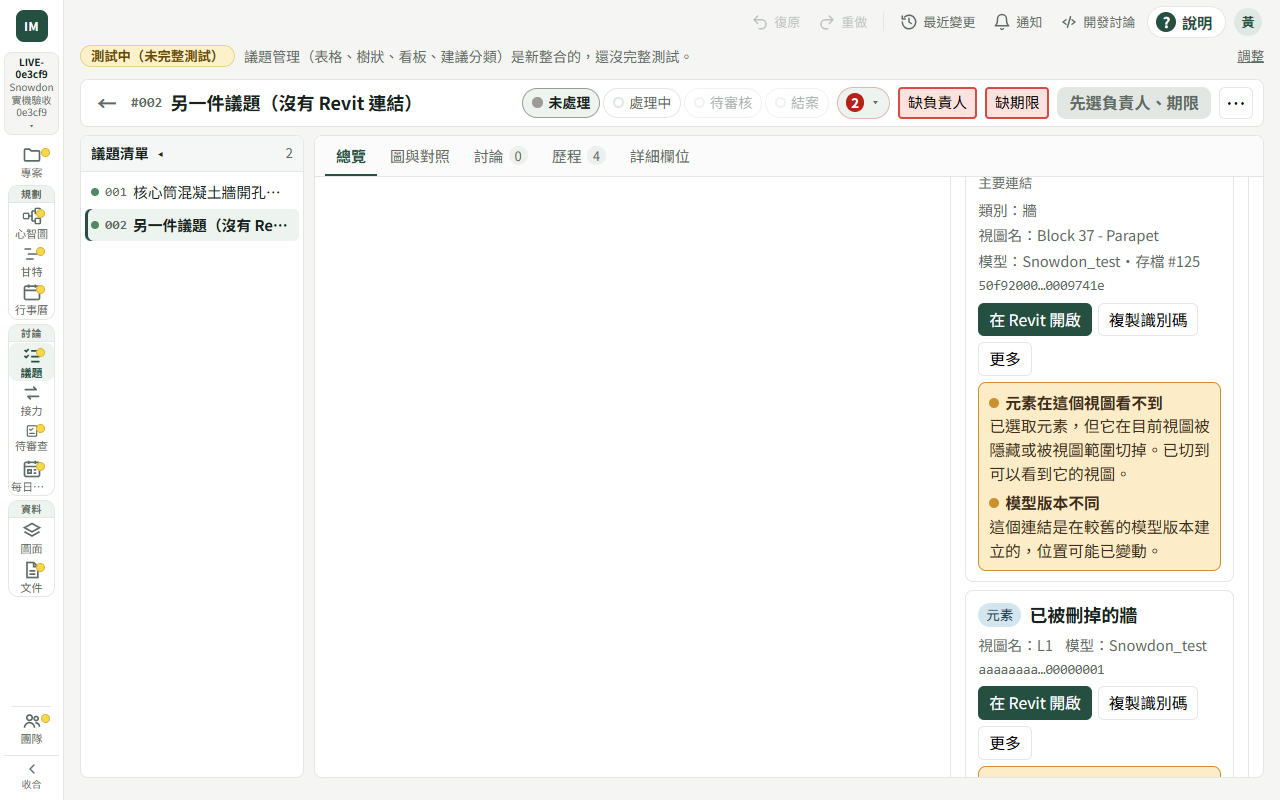 IM
LIVE-
0e3cf9
Snowdon
實機驗收
0e3cf9
專案
規劃
心智圖
甘特
行事曆
討論
議題
接力
待審查
每日…
資料
圖面
文件
團隊
收合
復原
重做
最近變更
通知
開發討論
? 說明
黃
測試中（未完整測試）
議題管理（表格、樹狀、看板、建議分類）是新整合的，還沒完整測試。
調整
← #002 另一件議題（沒有 Revit 連結）
未處理
處理中
待審核
結案
2
缺負責人
缺期限
先選負責人、期限
…
議題清單
2
001 核心筒混凝土牆開孔…
002 另一件議題（沒有 Re…
總覽
圖與對照
討論 0
歷程 4
詳細欄位
主要連結
類別：牆
視圖名：Block 37 - Parapet
模型：Snowdon_test・存檔 #125
50f92000…0009741e
在 Revit 開啟
複製識別碼
更多
元素在這個視圖看不到
已選取元素，但它在目前視圖被
隱藏或被視圖範圍切掉。已切到
可以看到它的視圖。
模型版本不同
這個連結是在較舊的模型版本建
立的，位置可能已變動。
元素 已被刪掉的牆
視圖名：L1 模型：Snowdon_test
aaaaaaaa…00000001
在 Revit 開啟
複製識別碼
更多